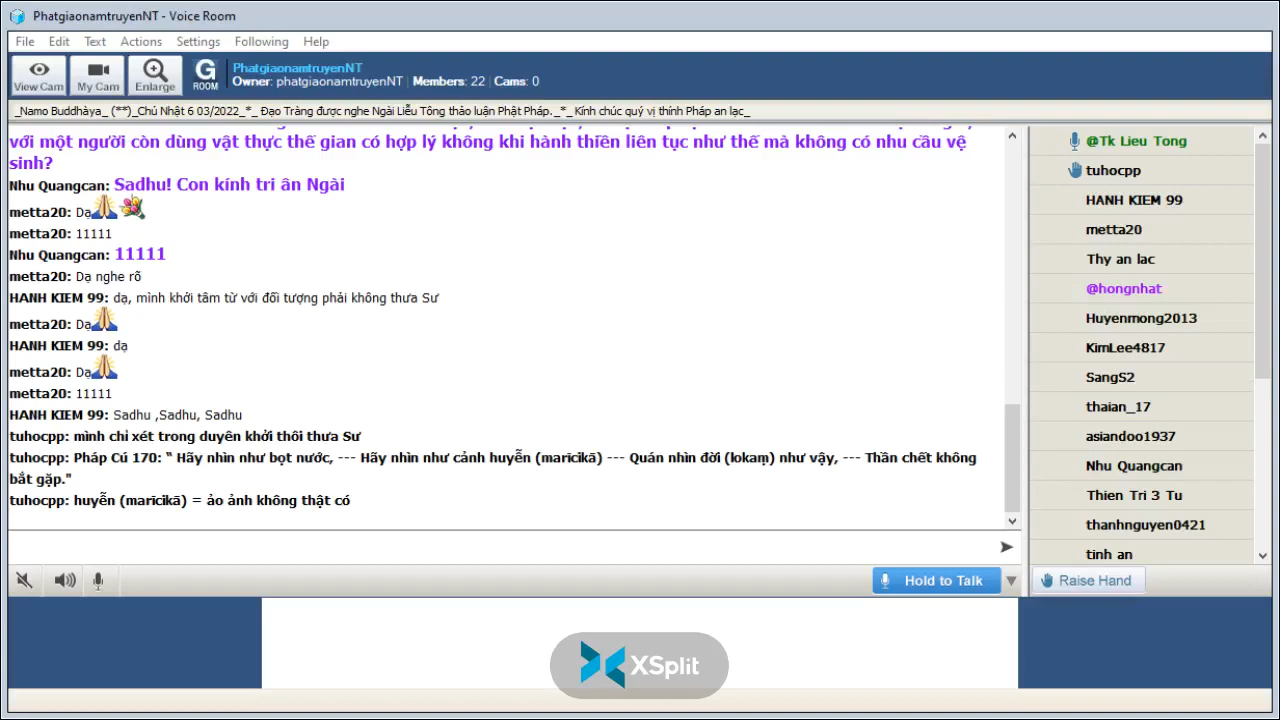 PhatgiaonamtruyenNT - Voice Room
File Edit Text Actions Settings Following Help
View Cam My Cam Enlarge G ROOM
PhatgiaonamtruyenNT
Owner: phatgiaonamtruyenNT | Members: 22 | Cams: 0
_Namo Buddhàya_ (**)_Chủ Nhật 6 03/2022_*_ Đạo Tràng được nghe Ngài Liễu Tông thảo luận Phật Pháp._*_ Kính chúc quý vị thính Pháp an lạc_
với một người còn dùng vật thực thế gian có hợp lý không khi hành thiền liên tục như thế mà không có nhu cầu vệ
sinh?
Nhu Quangcan: Sadhu! Con kính tri ân Ngài
metta20: Dạ
metta20: 11111
Nhu Quangcan: 11111
metta20: Dạ nghe rõ
HANH KIEM 99: dạ, mình khởi tâm từ với đối tượng phải không thưa Sư
metta20: Dạ
HANH KIEM 99: dạ
metta20: Dạ
metta20: 11111
HANH KIEM 99: Sadhu ,Sadhu, Sadhu
tuhocpp: mình chỉ xét trong duyên khởi thôi thưa Sư
tuhocpp: Pháp Cú 170: “ Hãy nhìn như bọt nước, --- Hãy nhìn như cảnh huyễn (marīcikā) --- Quán nhìn đời (lokaṃ) như vậy, --- Thần chết không
bắt gặp."
tuhocpp: huyễn (marīcikā) = ảo ảnh không thật có
@Tk Lieu Tong
tuhocpp
HANH KIEM 99
metta20
Thy an lac
@hongnhat
Huyenmong2013
KimLee4817
SangS2
thaian_17
asiandoo1937
Nhu Quangcan
Thien Tri 3 Tu
thanhnguyen0421
tinh an
Hold to Talk
Raise Hand
XSplit